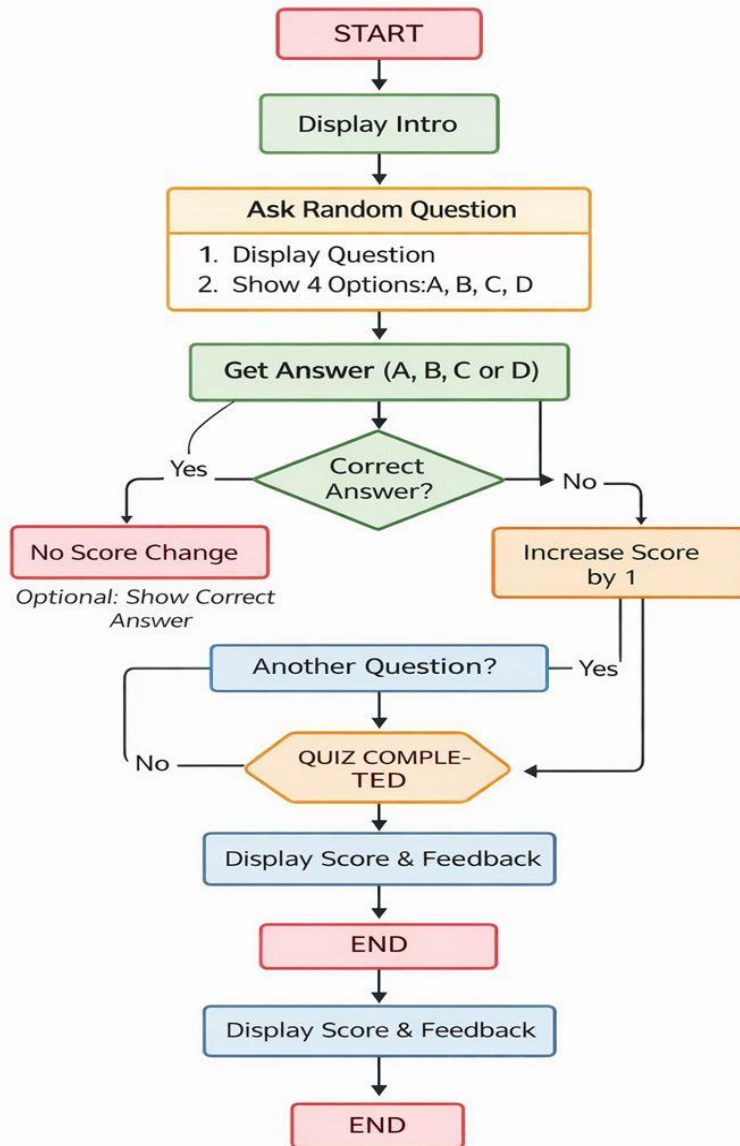 START
Display Intro
Ask Random Question
1. Display Question
2. Show 4 Options:A, B, C, D
Get Answer (A, B, C or D)
Yes
Correct
Answer?
No
No Score Change
Increase Score
by 1
Optional: Show Correct
Answer
Another Question?
Yes
No
QUIZ COMPLE-
TED
Display Score & Feedback
END
Display Score & Feedback
END